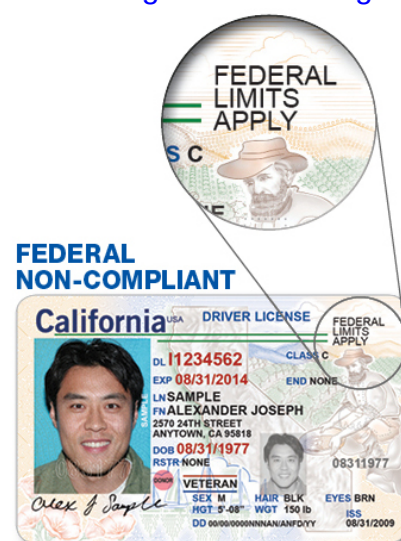 FEDERAL
LIMITS
APPLY
S C
FEDERAL
NON-COMPLIANT
California USA DRIVER LICENSE
FEDERAL
LIMITS
APPLY
DL I1234562 CLASS C
EXP 08/31/2014 END NONE
LN SAMPLE
FN ALEXANDER JOSEPH
2570 24TH STREET
ANYTOWN, CA 95818
DOB 08/31/1977
RSTR NONE
08311977
SAMPLE
DONOR
VETERAN
SEX M HAIR BLK EYES BRN
HGT 5'-08" WGT 150 lb
ISS
DD 00/00/0000NNNAN/ANFD/YY 08/31/2009
Alex J Sample